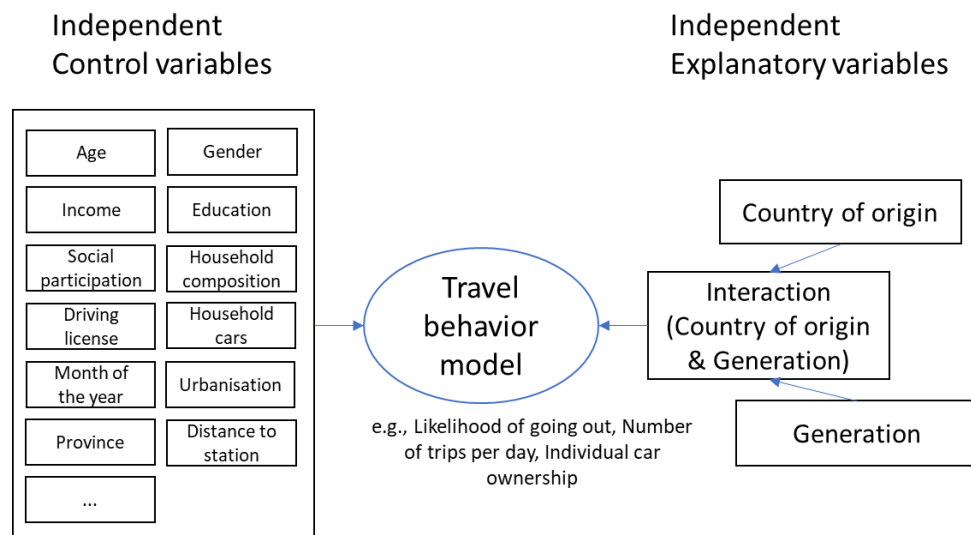 Independent
Control variables
Independent
Explanatory variables
Age
Gender
Income
Education
Social
participation
Household
composition
Driving
license
Household
cars
Month of
the year
Urbanisation
Province
Distance to
station
...
Travel
behavior
model
e.g., Likelihood of going out, Number
of trips per day, Individual car
ownership
Country of origin
Interaction
(Country of origin
& Generation)
Generation